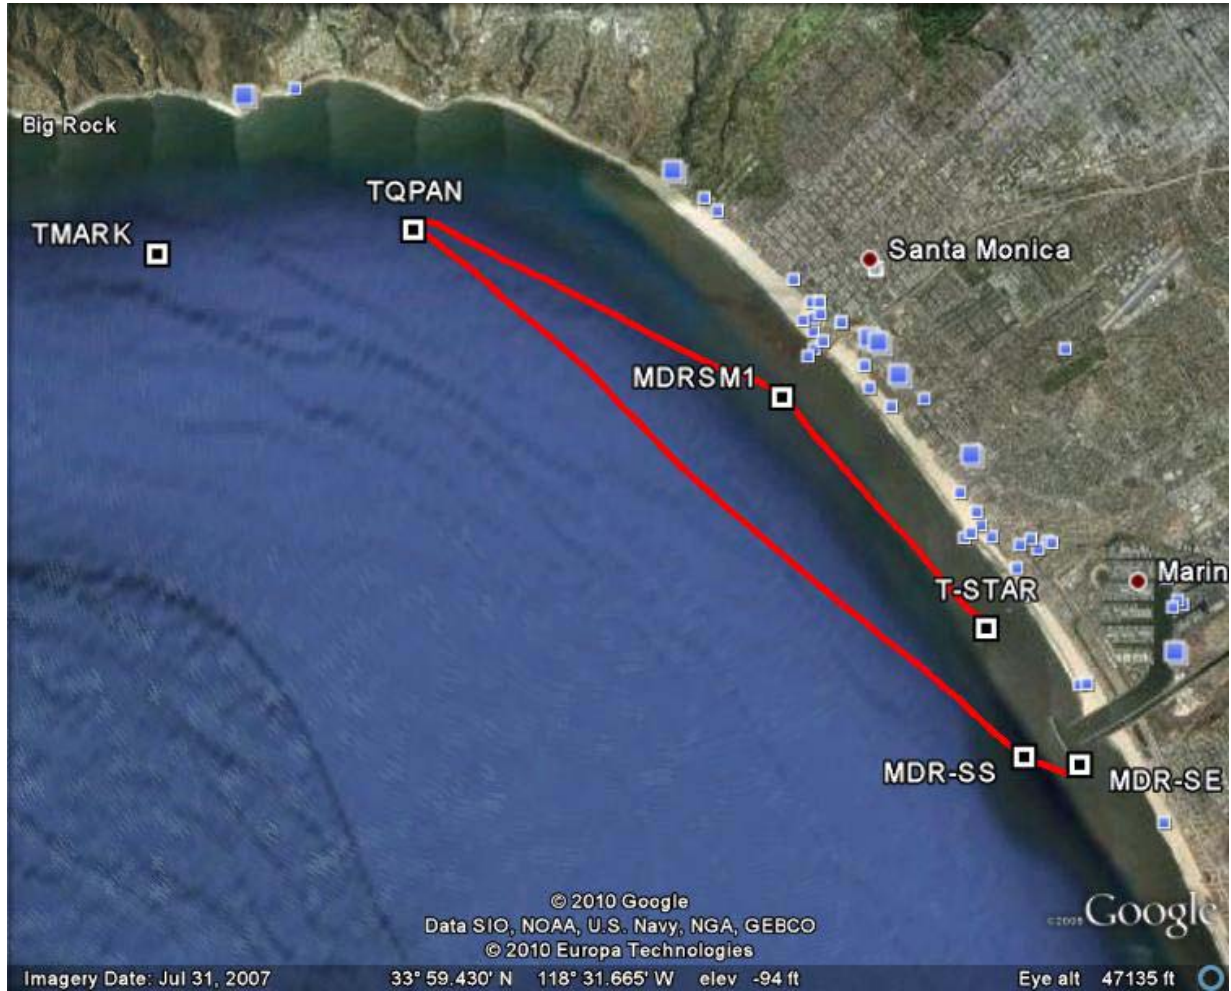 Big Rock
TQPAN
TMARK
Santa Monica
MDRSM1
Marin
T-STAR
MDR-SS
MDR-SE
© 2010 Google
Data SIO, NOAA, U.S. Navy, NGA, GEBCO
© 2010 Europa Technologies
Google
Imagery Date: Jul 31, 2007 33° 59.430' N 118° 31.665' W elev -94 ft Eye alt 47135 ft